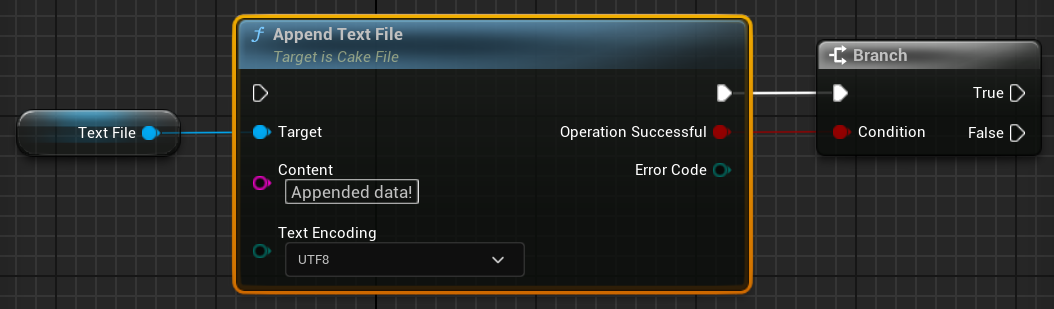 Append Text File
Target is Cake File
Branch
True
Text File
Target
Operation Successful
Condition
False
Content
Appended data!
Error Code
Text Encoding
UTF8